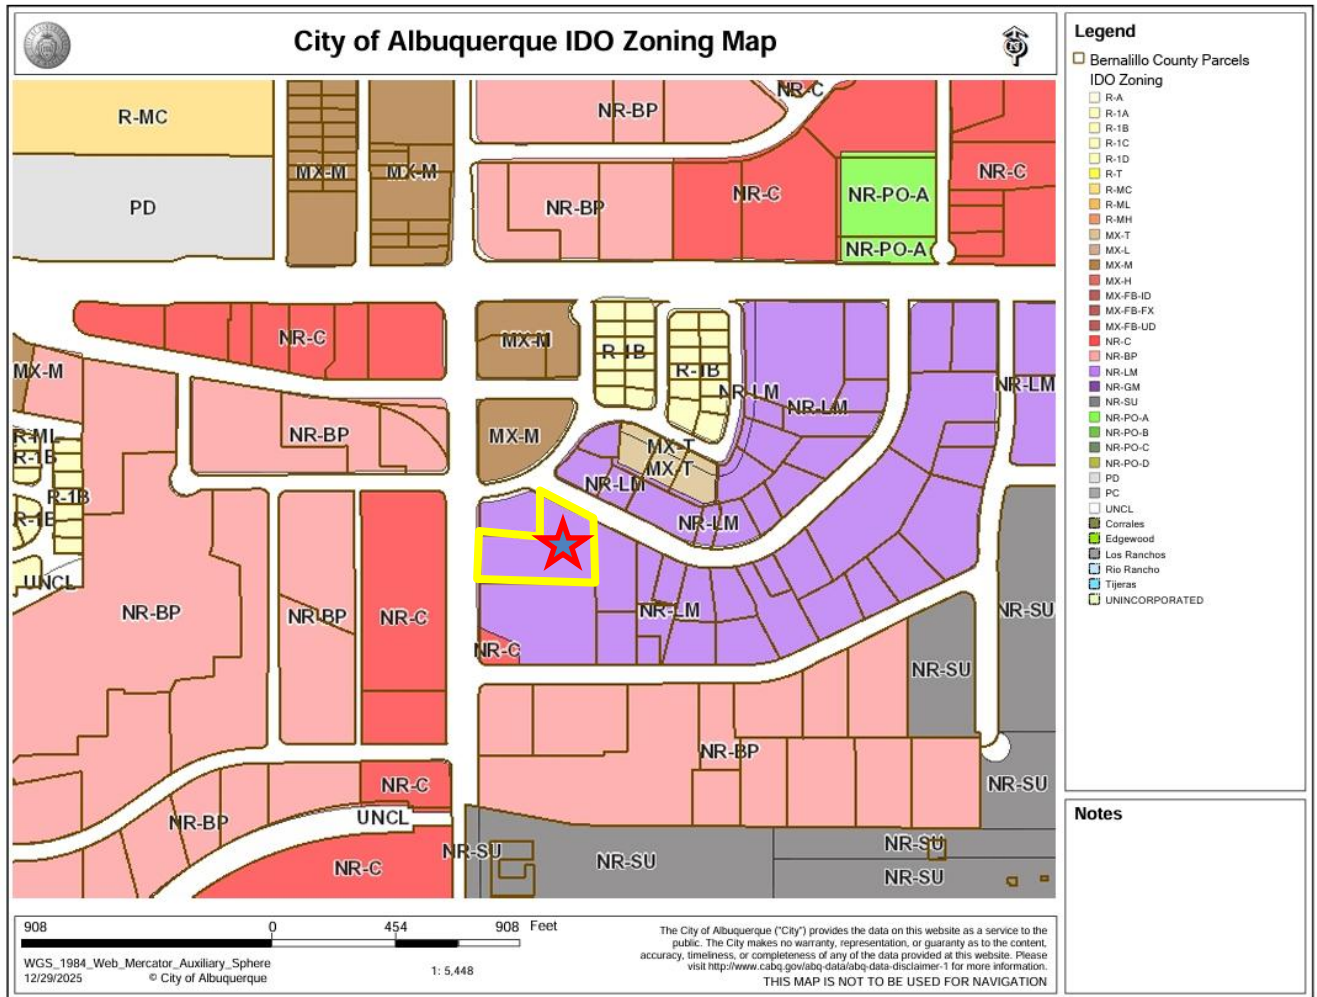 City of Albuquerque IDO Zoning Map
Legend
Bernalillo County Parcels
IDO Zoning
R-A
R-1A
R-1B
R-1C
R-1D
R-T
R-MC
R-ML
R-MH
MX-T
MX-L
MX-M
MX-H
MX-FB-ID
MX-FB-FX
MX-FB-UD
NR-C
NR-BP
NR-LM
NR-GM
NR-SU
NR-PO-A
NR-PO-B
NR-PO-C
NR-PO-D
PD
PC
UNCL
Corrales
Edgewood
Los Ranchos
Rio Rancho
Tijeras
UNINCORPORATED
Notes
R-MC
NR-BP
NR-C
MX-M
MX-M
NR-C
NR-C
NR-PO-A
PD
NR-BP
NR-PO-A
NR-C
MX-M
R-1B
MX-M
R-1B
NR-LM
NR-LM
NR-LM
NR-BP
MX-M
R-ML
MX-T
R-1B
MX-T
NR-LM
R-1B
R-1B
NR-LM
UNCL
NR-BP
NR-BP
NR-C
NR-LM
NR-SU
NR-C
NR-SU
NR-BP
NR-C
NR-SU
UNCL
NR-BP
NR-SU
NR-SU
NR-SU
NR-C
NR-SU
908
0
454
908
Feet
WGS_1984_Web_Mercator_Auxiliary_Sphere
12/29/2025
© City of Albuquerque
1: 5,448
The City of Albuquerque ("City") provides the data on this website as a service to the
public. The City makes no warranty, representation, or guaranty as to the content,
accuracy, timeliness, or completeness of any of the data provided at this website. Please
visit http://www.cabq.gov/abq-data/abq-data-disclaimer-1 for more information.
THIS MAP IS NOT TO BE USED FOR NAVIGATION